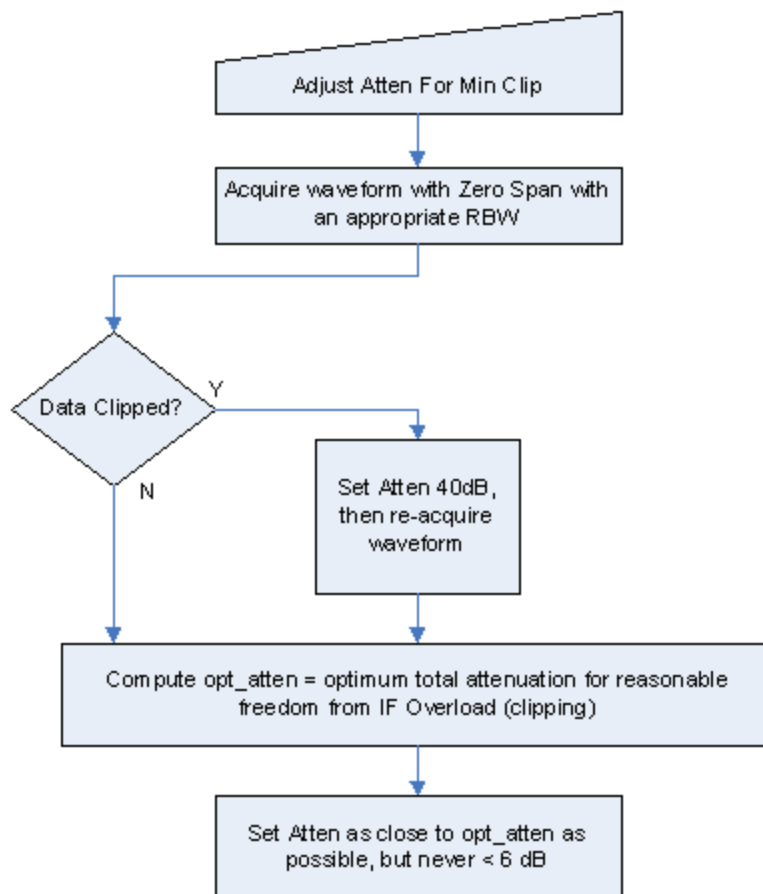 Adjust Atten For Min Clip
Acquire waveform with Zero Span with
an appropriate RBW
Data Clipped?
Y
N
Set Atten 40dB,
then re-acquire
waveform
Compute opt_atten = optimum total attenuation for reasonable
freedom from IF Overload (clipping)
Set Atten as close to opt_atten as
possible, but never < 6 dB